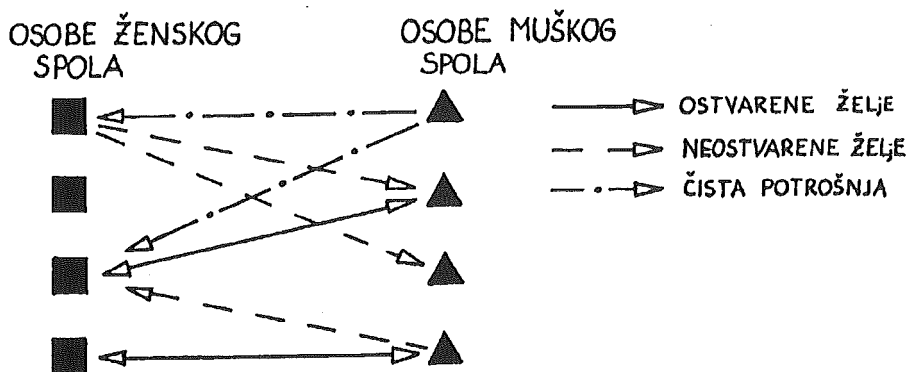 OSOBE ŽENSKOG
SPOLA
OSOBE MUŠKOG
SPOLA
OSTVARENE ŽELjE
NEOSTVARENE ŽELjE
ČISTA POTROŠNJA